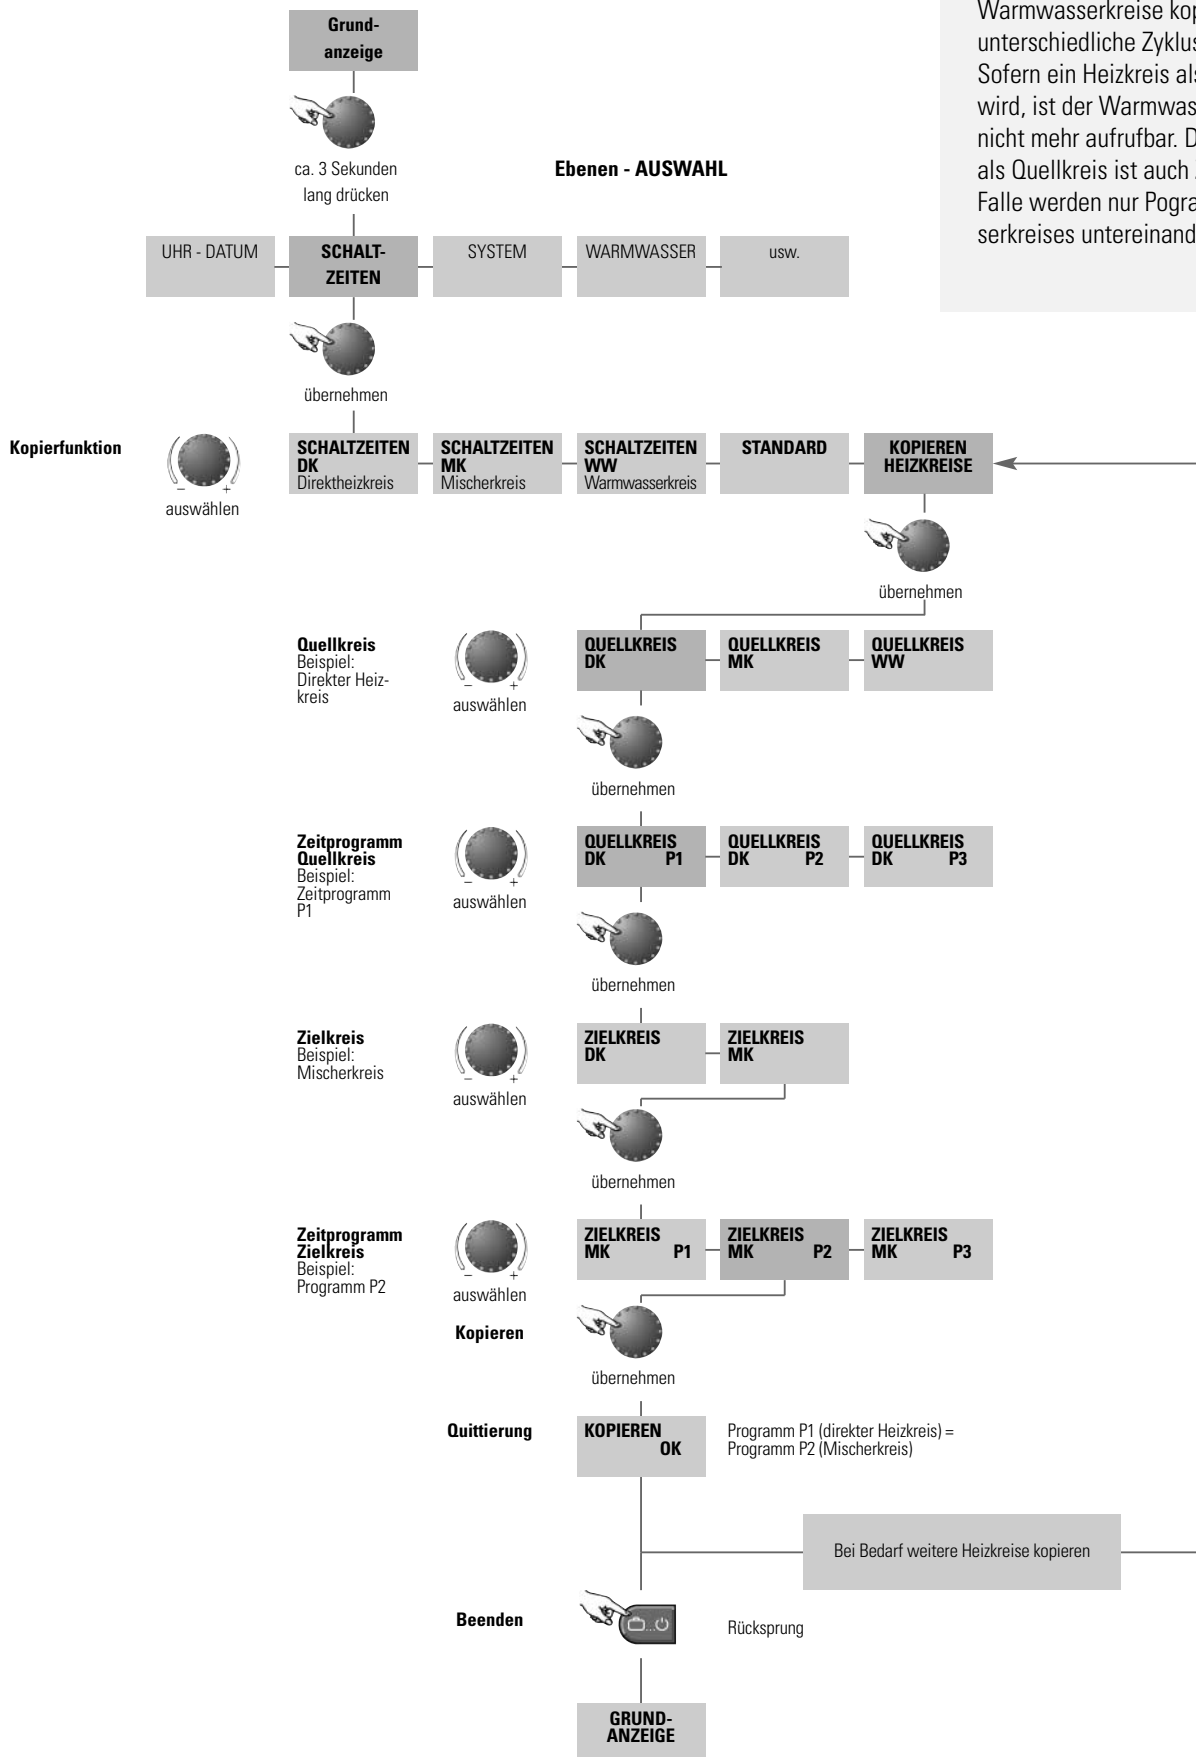 Warmwasserkreise
unterschiedliche
Sofern ein Heizkreis
wird, ist der
nicht mehr aufrufbar.
als Quellkreis ist auch
Falle werden nur
serkreises
Grund-
anzeige
ca. 3 Sekunden
lang drücken
Ebenen - AUSWAHL
UHR - DATUM
SCHALT-
ZEITEN
SYSTEM
WARMWASSER
usw.
übernehmen
Kopierfunktion
– +
auswählen
SCHALTZEITEN
DK
Direktheizkreis
SCHALTZEITEN
MK
Mischerkreis
SCHALTZEITEN
WW
Warmwasserkreis
STANDARD
KOPIEREN
HEIZKREISE
übernehmen
Quellkreis
Beispiel:
Direkter Heiz-
kreis
– +
auswählen
QUELLKREIS
DK
QUELLKREIS
MK
QUELLKREIS
WW
übernehmen
Zeitprogramm
Quellkreis
Beispiel:
Zeitprogramm
P1
– +
auswählen
QUELLKREIS
DK P1
QUELLKREIS
DK P2
QUELLKREIS
DK P3
übernehmen
Zielkreis
Beispiel:
Mischerkreis
– +
auswählen
ZIELKREIS
DK
ZIELKREIS
MK
übernehmen
Zeitprogramm
Zielkreis
Beispiel:
Programm P2
– +
auswählen
ZIELKREIS
MK P1
ZIELKREIS
MK P2
ZIELKREIS
MK P3
Kopieren
übernehmen
Quittierung
KOPIEREN
OK
Programm P1 (direkter Heizkreis) =
Programm P2 (Mischerkreis)
Bei Bedarf weitere Heizkreise kopieren
Beenden
...
Rücksprung
GRUND-
ANZEIGE